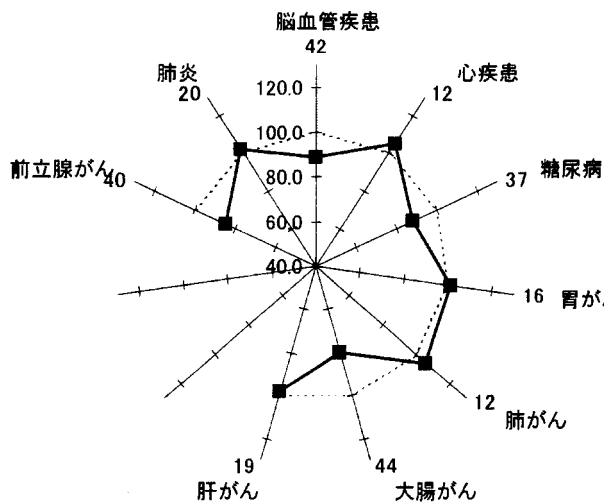 脳血管疾患
42
心疾患
12
糖尿病
37
胃がん
16
肺がん
12
大腸がん
44
肝がん
19
前立腺がん
40
肺炎
20
120.0
100.0
80.0
60.0
40.0